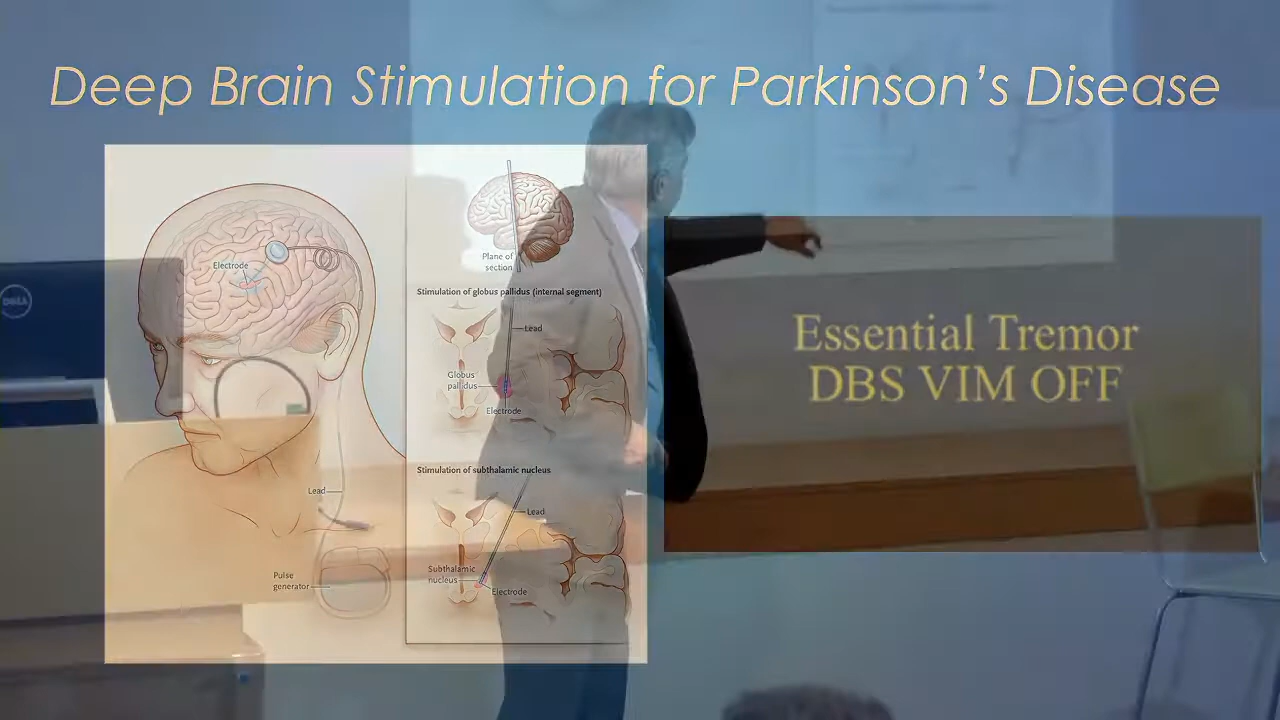 Deep Brain Stimulation for Parkinson's Disease
Electrode
Lead
Pulse
generator
Plane of
section
Stimulation of globus pallidus (internal segment)
Lead
Globus
pallidus
Electrode
Stimulation of subthalamic nucleus
Lead
Subthalamic
nucleus
Electrode
Essential Tremor
DBS VIM OFF
DELL